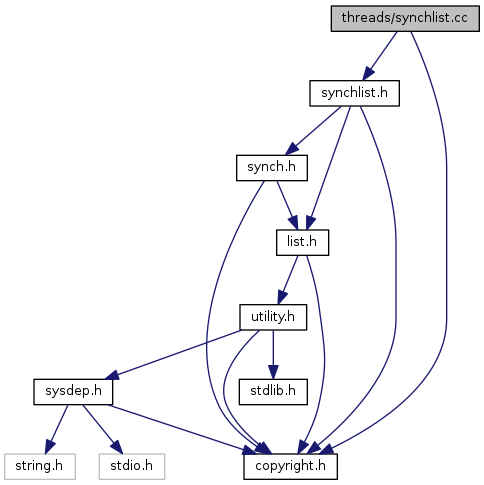 threads/synchlist.cc
synchlist.h
synch.h
list.h
utility.h
sysdep.h
stdlib.h
string.h
stdio.h
copyright.h